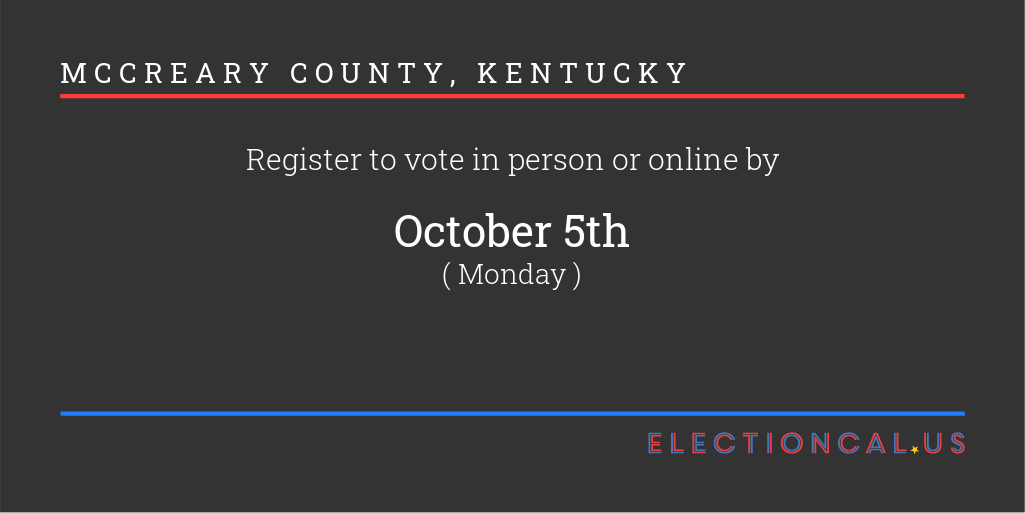 MCCREARY COUNTY, KENTUCKY
Register to vote in person or online by
October 5th
( Monday )
ELECTIONCAL.US